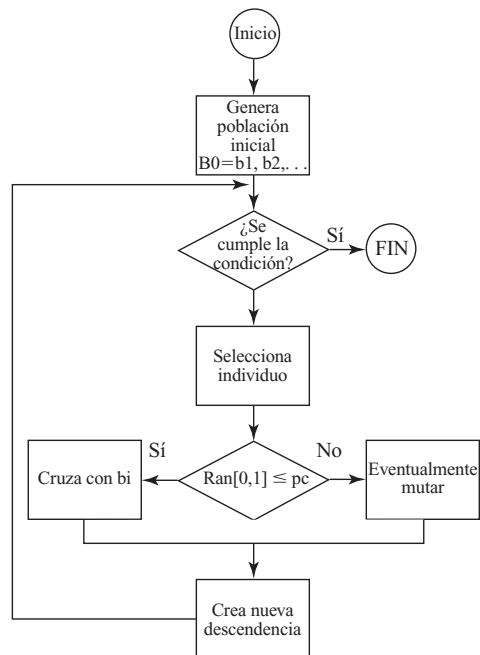 Inicio
Genera
población
inicial
B0=b1, b2,. . .
¿Se
cumple la
condición?
Sí
FIN
Selecciona
individuo
Sí
No
Cruza con bi
Ran[0,1] ≤ pc
Eventualmente
mutar
Crea nueva
descendencia